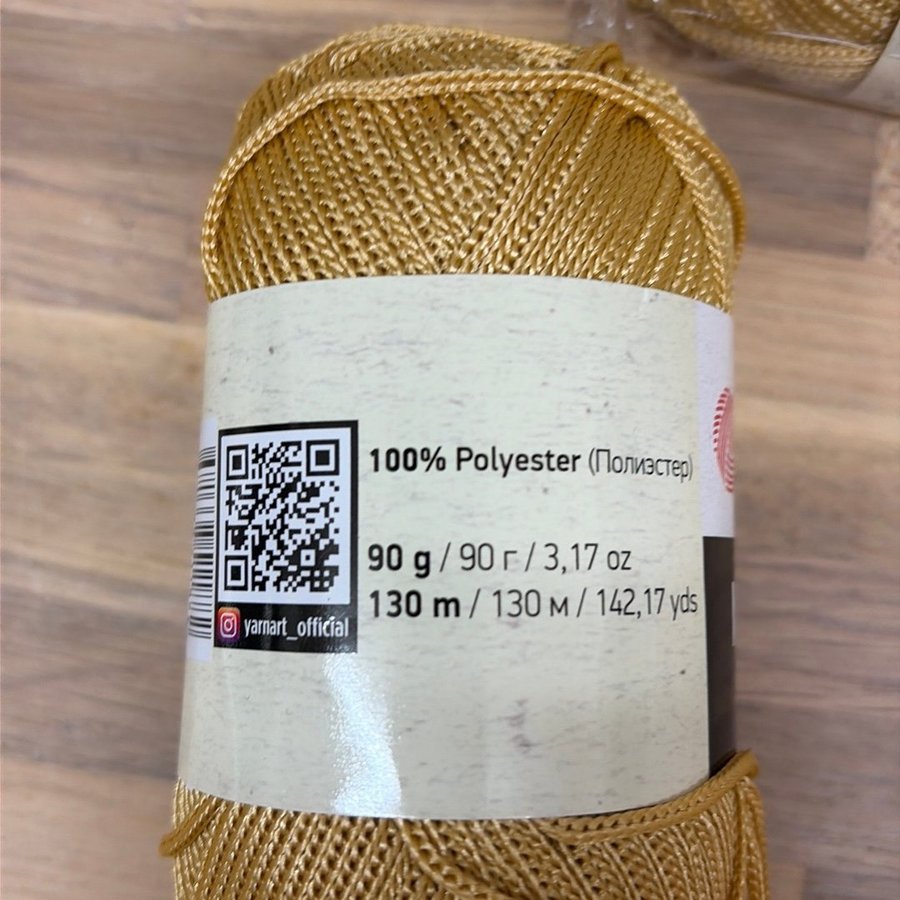 100% Polyester (Полиэстер)
90 g / 90 г / 3,17 oz
130 m / 130 м / 142,17 yds
yarnart_official